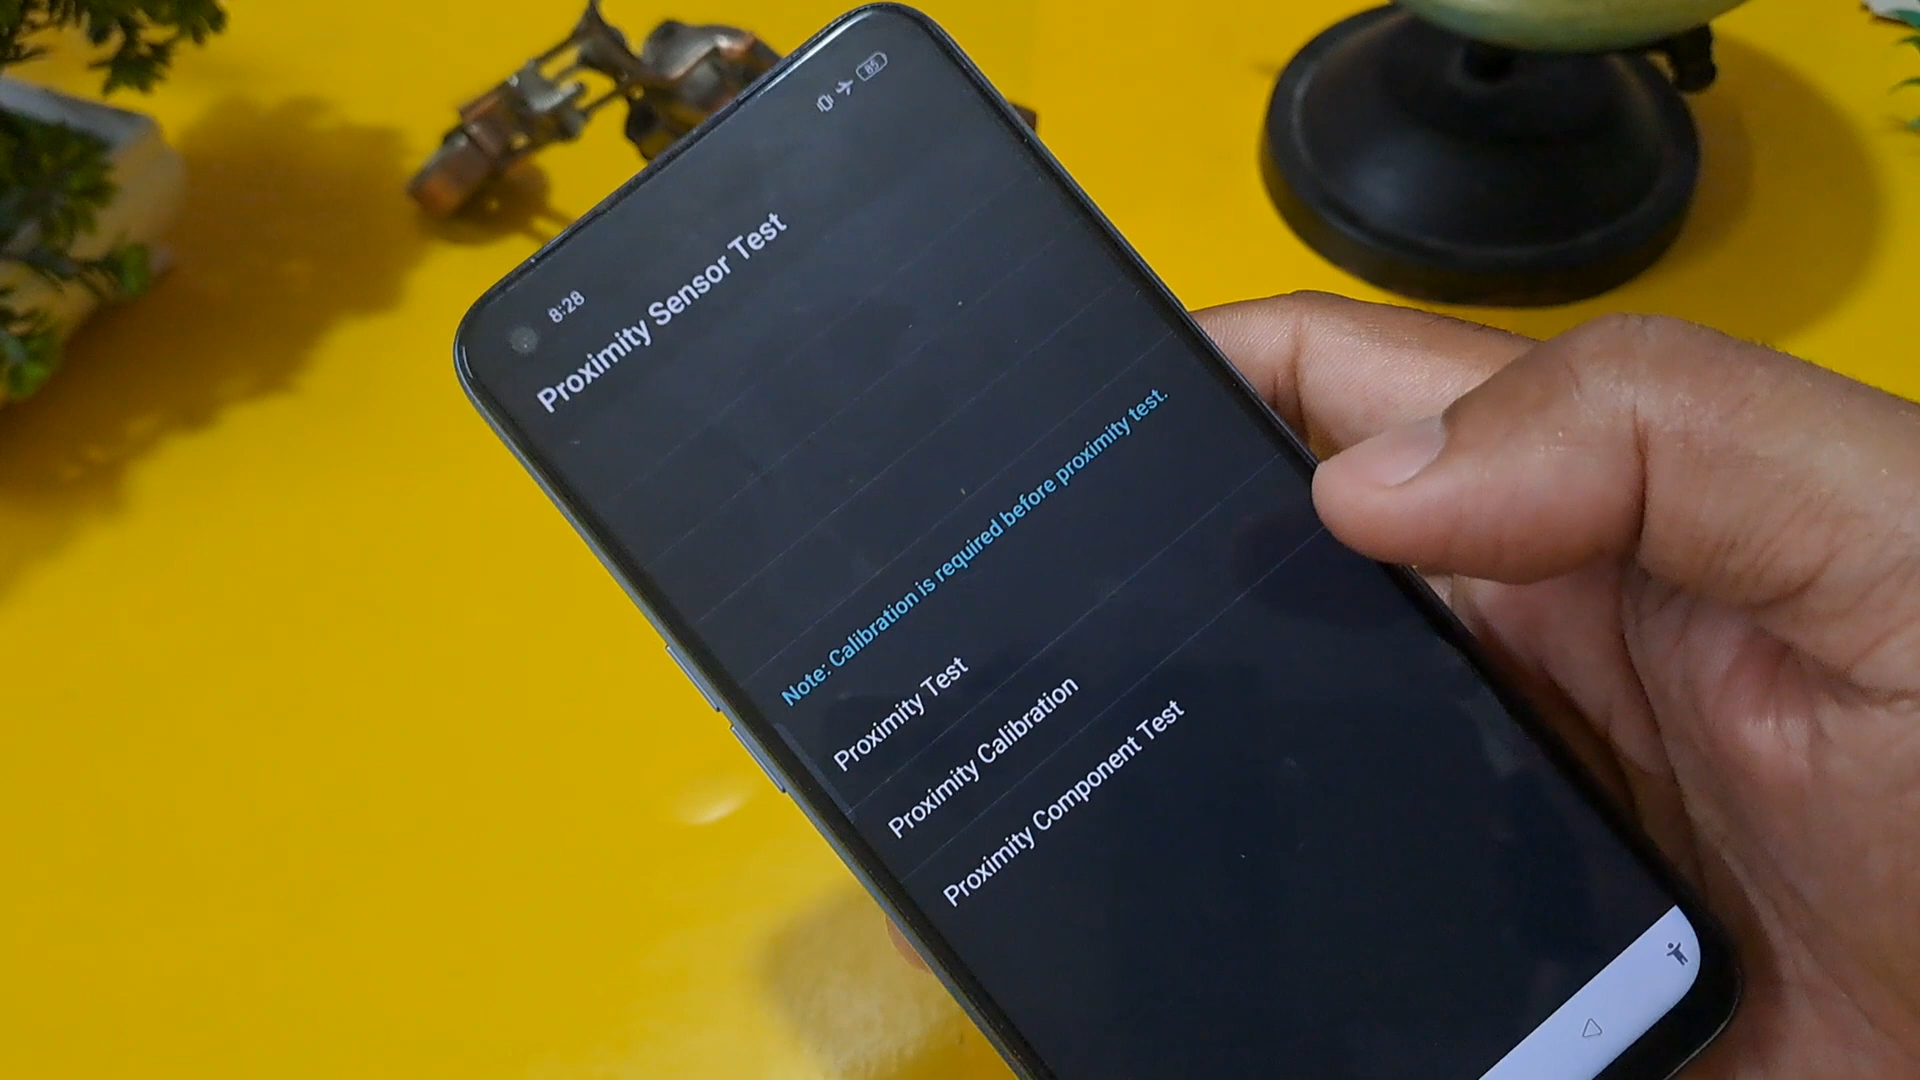 8:28
85
Proximity Sensor Test
Note: Calibration is required before proximity test.
Proximity Test
Proximity Calibration
Proximity Component Test